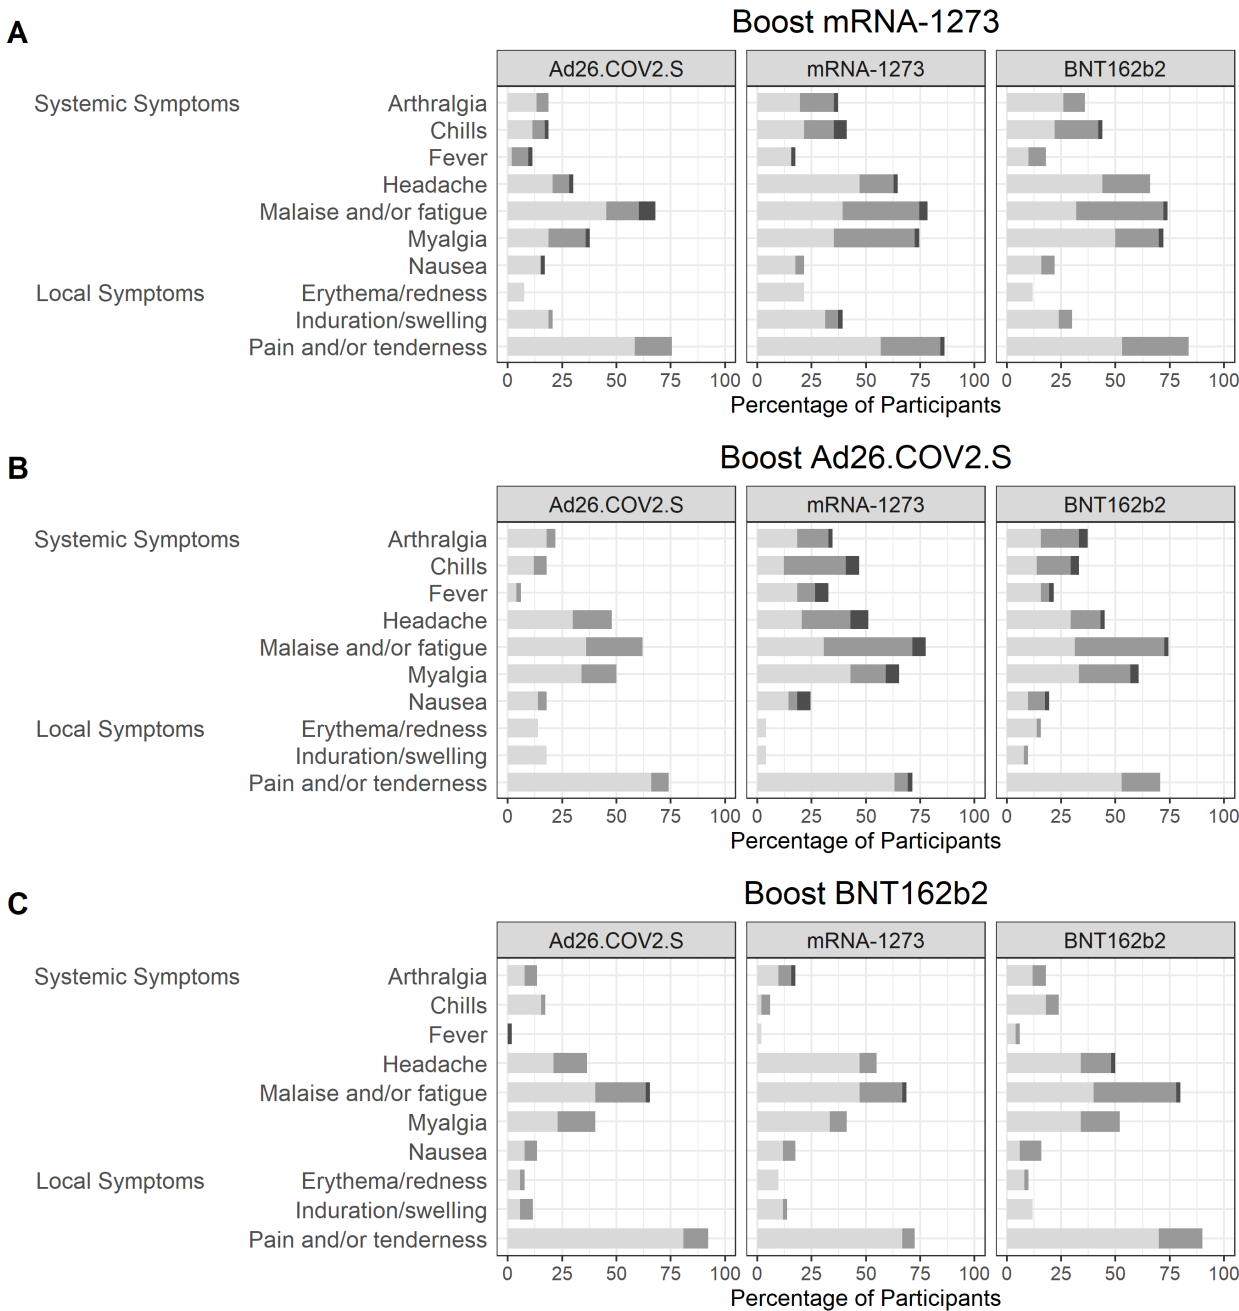 A
Boost mRNA-1273
Ad26.COV2.S mRNA-1273 BNT162b2
Systemic Symptoms Arthralgia
Chills
Fever
Headache
Malaise and/or fatigue
Myalgia
Nausea
Local Symptoms Erythema/redness
Induration/swelling
Pain and/or tenderness
0 25 50 75 100 0 25 50 75 100 0 25 50 75 100
Percentage of Participants
B
Boost Ad26.COV2.S
Ad26.COV2.S mRNA-1273 BNT162b2
Systemic Symptoms Arthralgia
Chills
Fever
Headache
Malaise and/or fatigue
Myalgia
Nausea
Local Symptoms Erythema/redness
Induration/swelling
Pain and/or tenderness
0 25 50 75 100 0 25 50 75 100 0 25 50 75 100
Percentage of Participants
C
Boost BNT162b2
Ad26.COV2.S mRNA-1273 BNT162b2
Systemic Symptoms Arthralgia
Chills
Fever
Headache
Malaise and/or fatigue
Myalgia
Nausea
Local Symptoms Erythema/redness
Induration/swelling
Pain and/or tenderness
0 25 50 75 100 0 25 50 75 100 0 25 50 75 100
Percentage of Participants